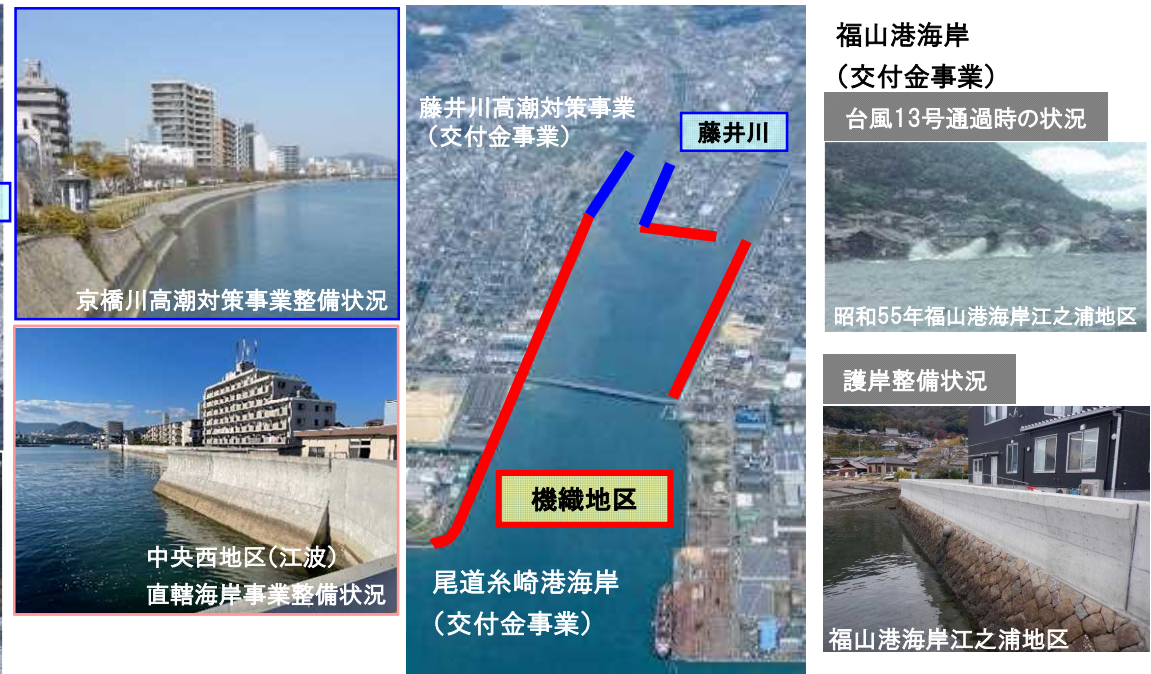 京橋川高潮対策事業整備状況
中央西地区(江波)
直轄海岸事業整備状況
藤井川高潮対策事業
(交付金事業)
藤井川
機織地区
尾道糸崎港海岸
(交付金事業)
福山港海岸
(交付金事業)
台風13号通過時の状況
昭和55年福山港海岸江之浦地区
護岸整備状況
福山港海岸江之浦地区